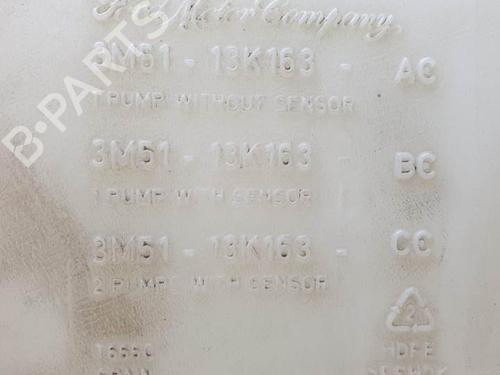 Ford Motor Company
3M51 - 13K163 - AC
1 PUMP WITHOUT SENSOR
3M51 - 13K163 - BC
1 PUMP WITH SENSOR
3M51 - 13K163 - CC
2 PUMPS WITH SENSOR
2
B-PARTS